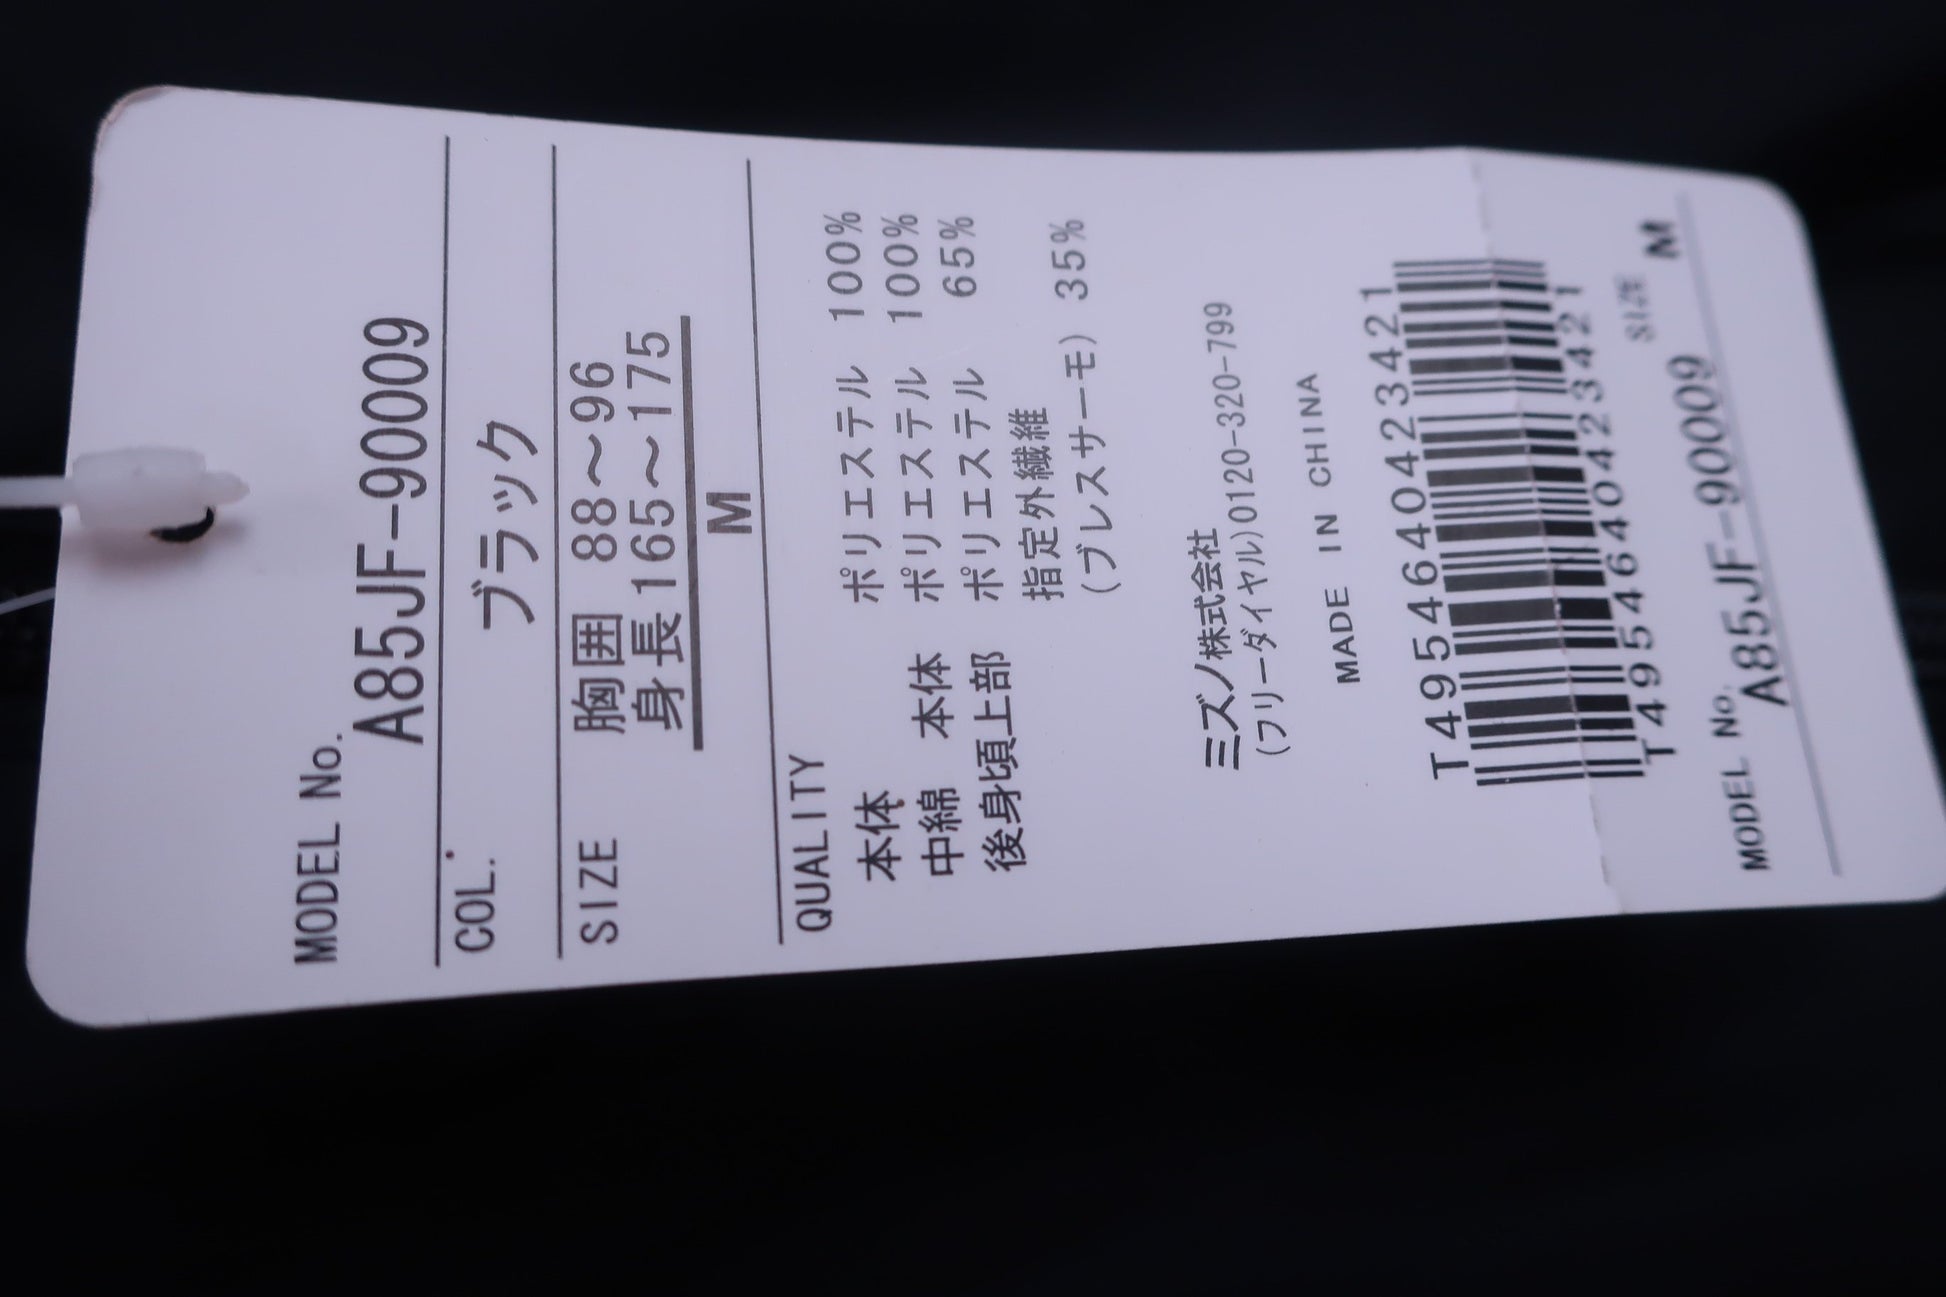 MODEL No.
A85JF-90009
COL.
ブラック
SIZE 胸囲 88～96
身長165～175
M
QUALITY
本体 ポリエステル 100%
中綿 本体 ポリエステル 100%
後身頃上部 ポリエステル 65%
指定外繊維
(ブレスサーモ) 35%
ミズノ株式会社
(フリーダイヤル)0120-320-799
MADE IN CHINA
T4954640423421
T4954640423421
SIZE
MODEL No. M
A85JF-90009